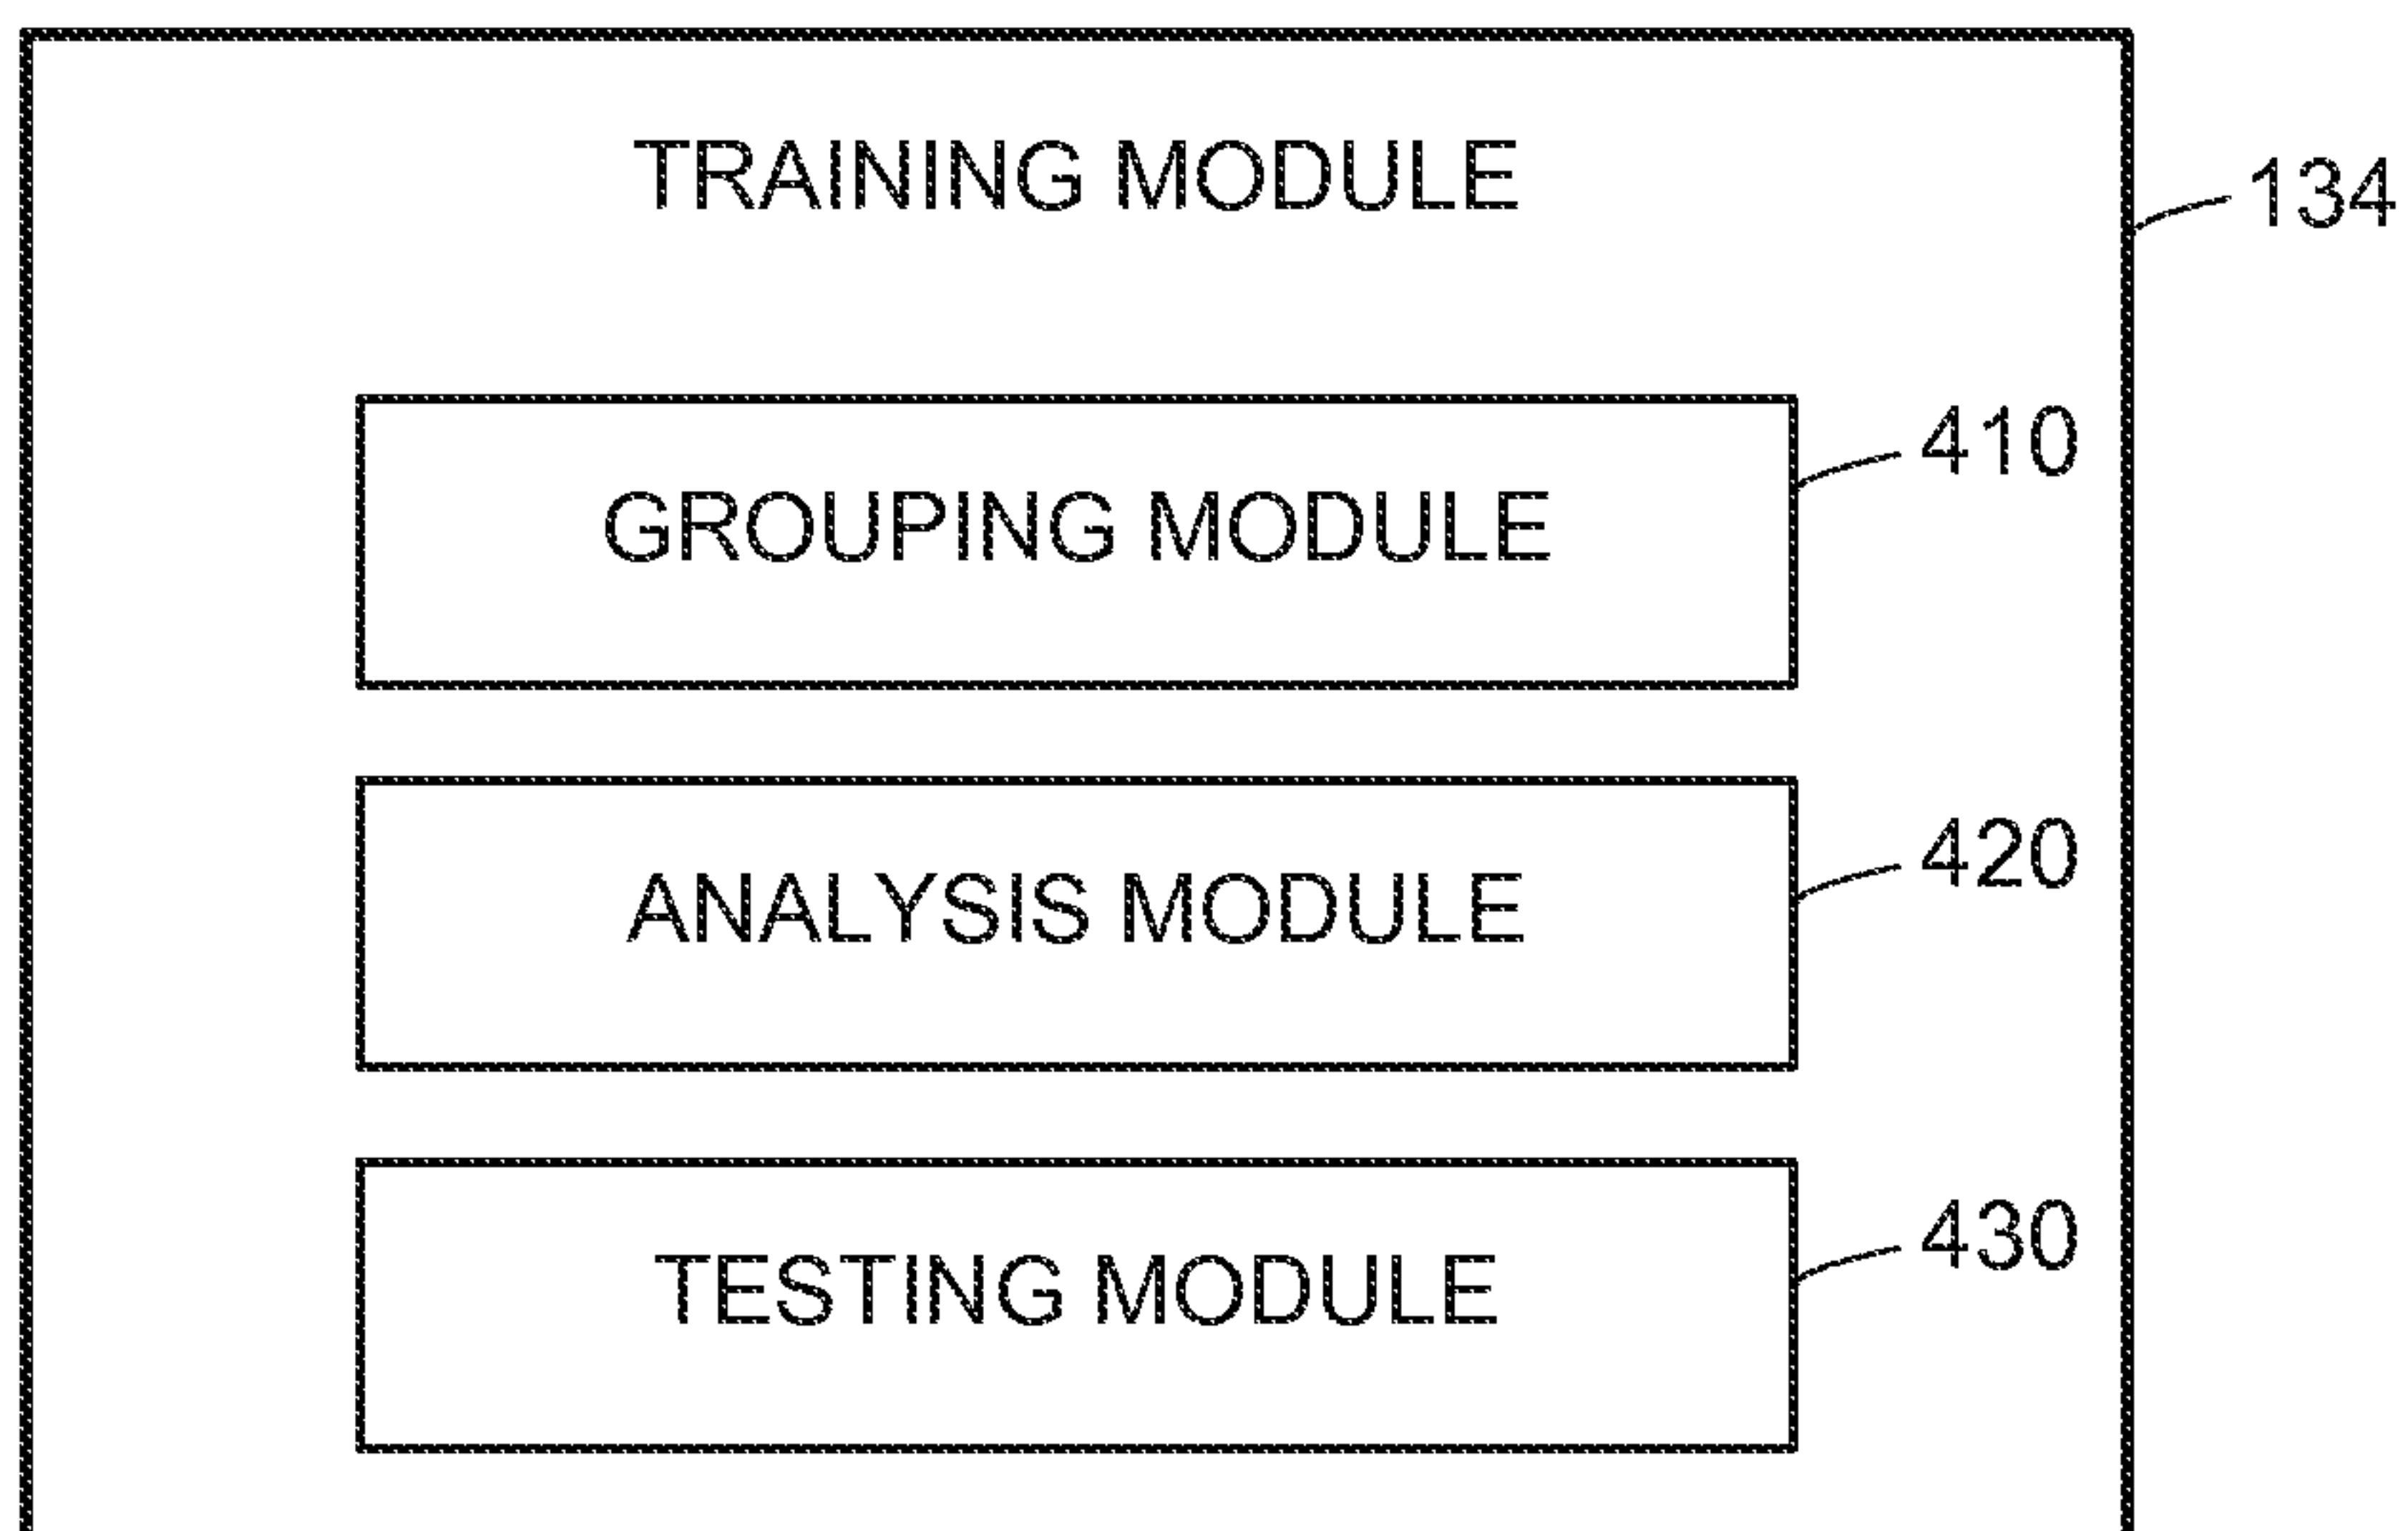 TRAINING MODULE
134
410
GROUPING MODULE
420
ANALYSIS MODULE
430
TESTING MODULE